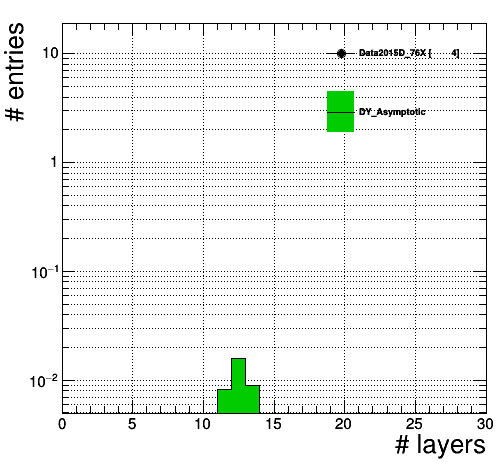 # entries
10
1
10⁻¹
10⁻²
Data2015D_76X [ 4]
DY_Asymptotic
0 5 10 15 20 25 30
# layers